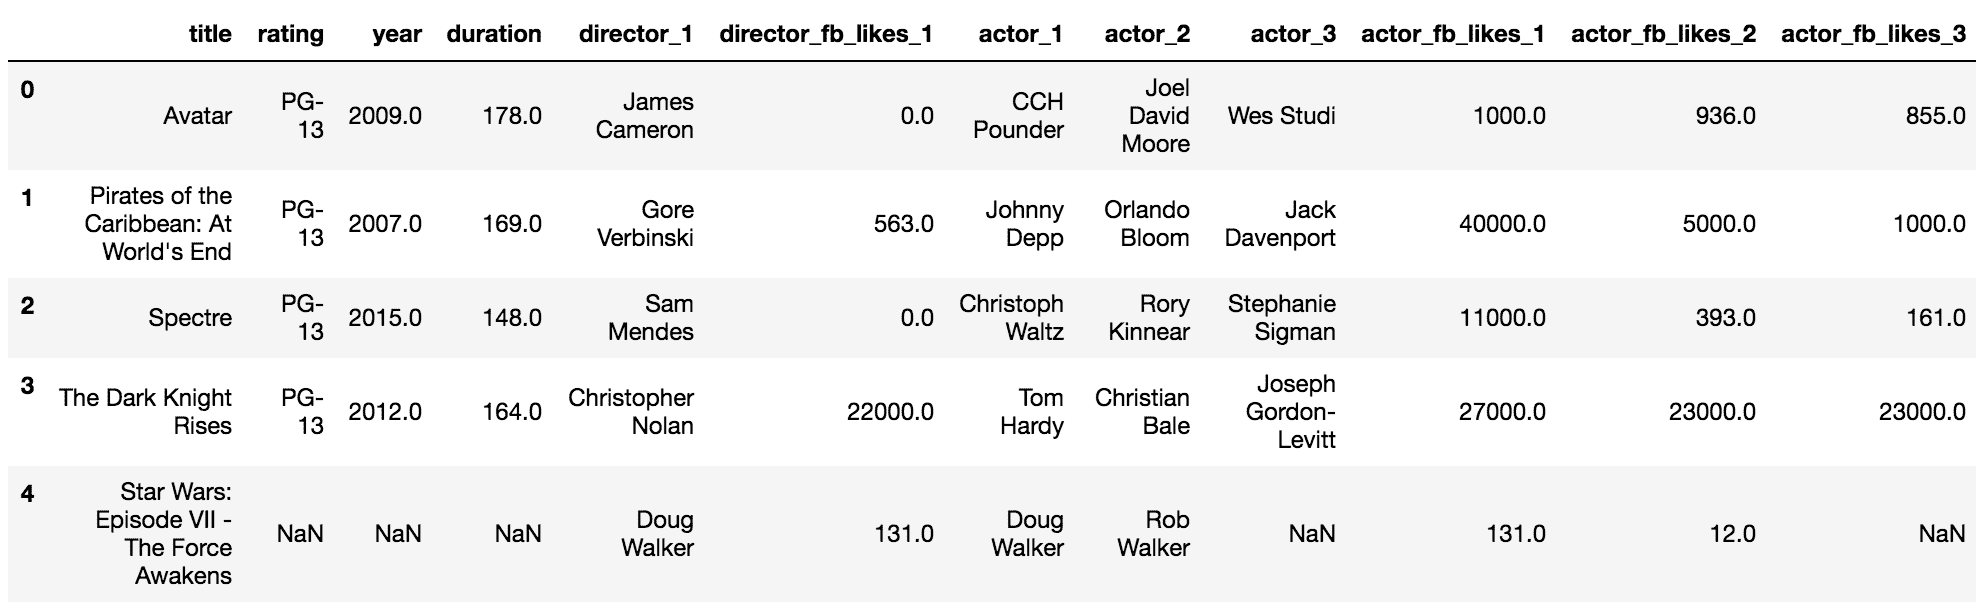 title rating year duration director_1 director_fb_likes_1 actor_1 actor_2 actor_3 actor_fb_likes_1 actor_fb_likes_2 actor_fb_likes_3
0 Avatar PG-13 2009.0 178.0 James Cameron 0.0 CCH Pounder Joel David Moore Wes Studi 1000.0 936.0 855.0
1 Pirates of the Caribbean: At World's End PG-13 2007.0 169.0 Gore Verbinski 563.0 Johnny Depp Orlando Bloom Jack Davenport 40000.0 5000.0 1000.0
2 Spectre PG-13 2015.0 148.0 Sam Mendes 0.0 Christoph Waltz Rory Kinnear Stephanie Sigman 11000.0 393.0 161.0
3 The Dark Knight Rises PG-13 2012.0 164.0 Christopher Nolan 22000.0 Tom Hardy Christian Bale Joseph Gordon-Levitt 27000.0 23000.0 23000.0
4 Star Wars: Episode VII - The Force Awakens NaN NaN NaN Doug Walker 131.0 Doug Walker Rob Walker NaN 131.0 12.0 NaN